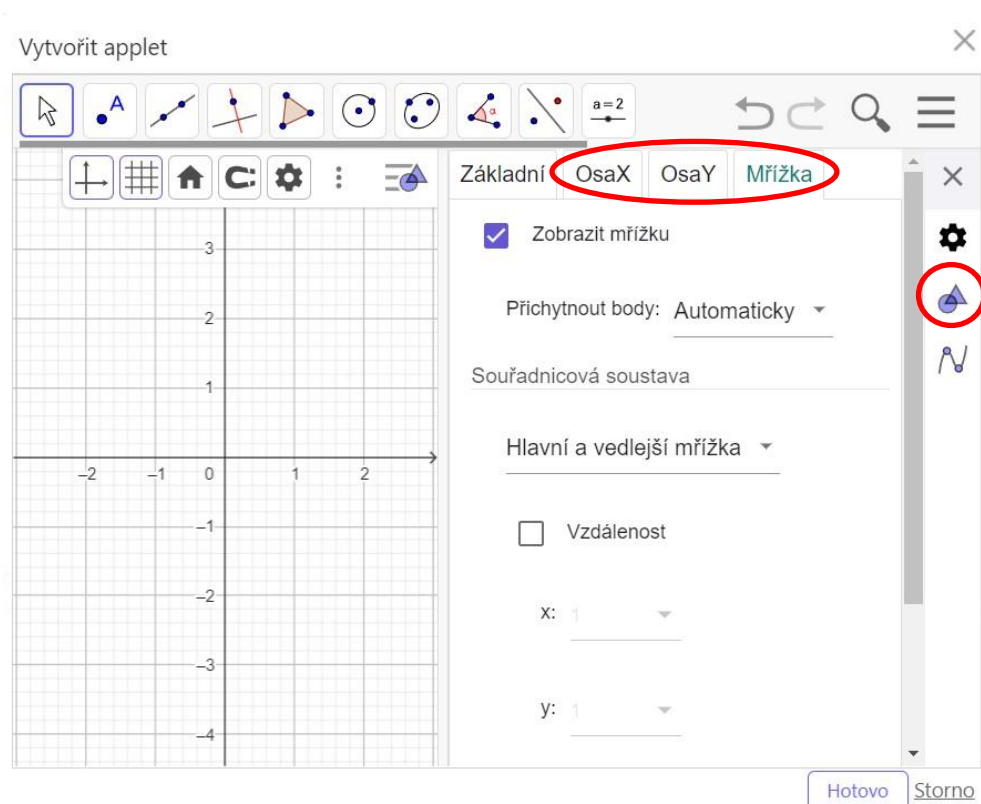 Vytvořit applet
A
α
a=2
Základní OsaX OsaY Mřížka
Zobrazit mřížku
Přichytnout body: Automaticky
Souřadnicová soustava
Hlavní a vedlejší mřížka
Vzdálenost
x: 1
y: 1
3
2
1
–2 –1 0 1 2
–1
–2
–3
–4
Hotovo Storno